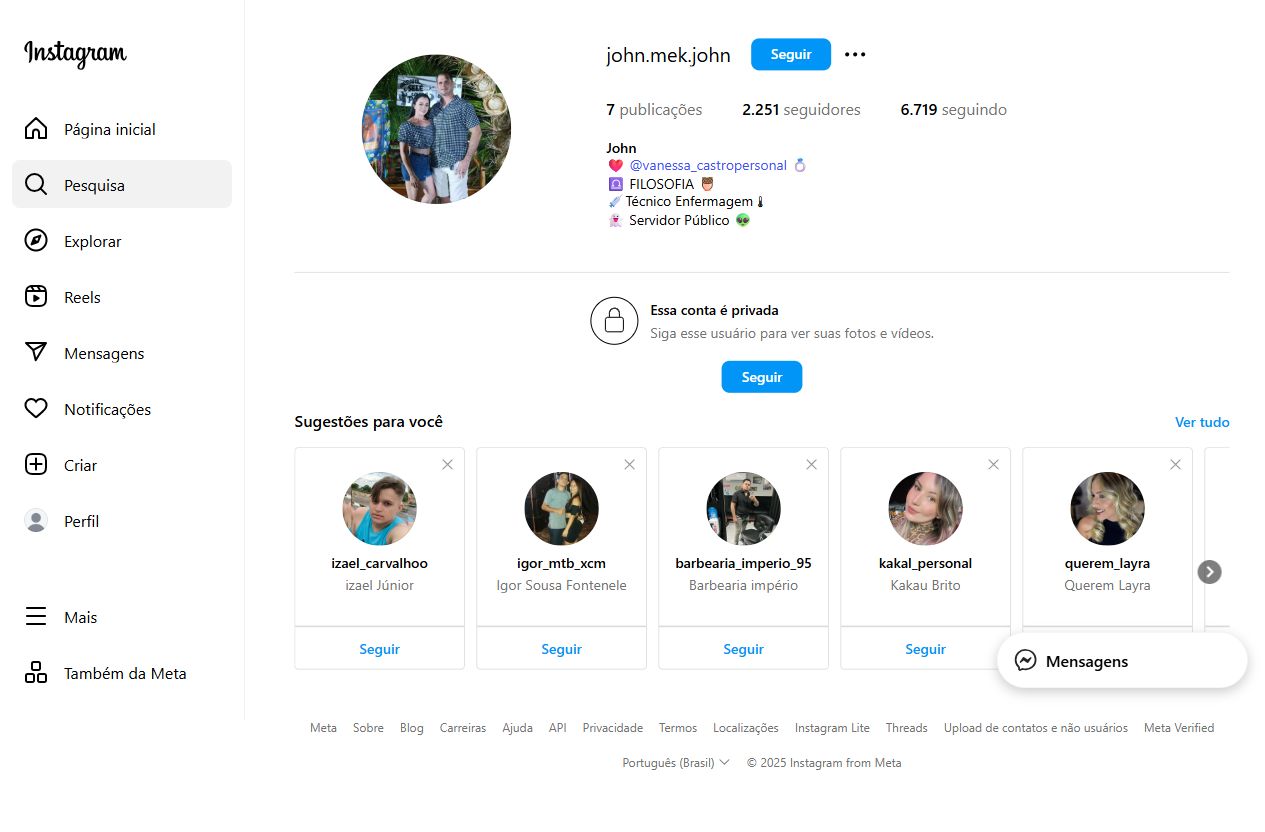 Instagram
Página inicial
Pesquisa
Explorar
Reels
Mensagens
Notificações
Criar
Perfil
Mais
Também da Meta
john.mek.john Seguir
7 publicações 2.251 seguidores 6.719 seguindo
John
❤️ @vanessa_castropersonal 💍
♎ FILOSOFIA 🦉
💉 Técnico Enfermagem 🌡
👻 Servidor Público 👽
Essa conta é privada
Siga esse usuário para ver suas fotos e vídeos.
Seguir
Sugestões para você Ver tudo
izael_carvalhoo
izael Júnior
Seguir
igor_mtb_xcm
Igor Sousa Fontenele
Seguir
barbearia_imperio_95
Barbearia império
Seguir
kakal_personal
Kakau Brito
Seguir
querem_layra
Querem Layra
Mensagens
Meta Sobre Blog Carreiras Ajuda API Privacidade Termos Localizações Instagram Lite Threads Upload de contatos e não usuários Meta Verified
Português (Brasil) © 2025 Instagram from Meta